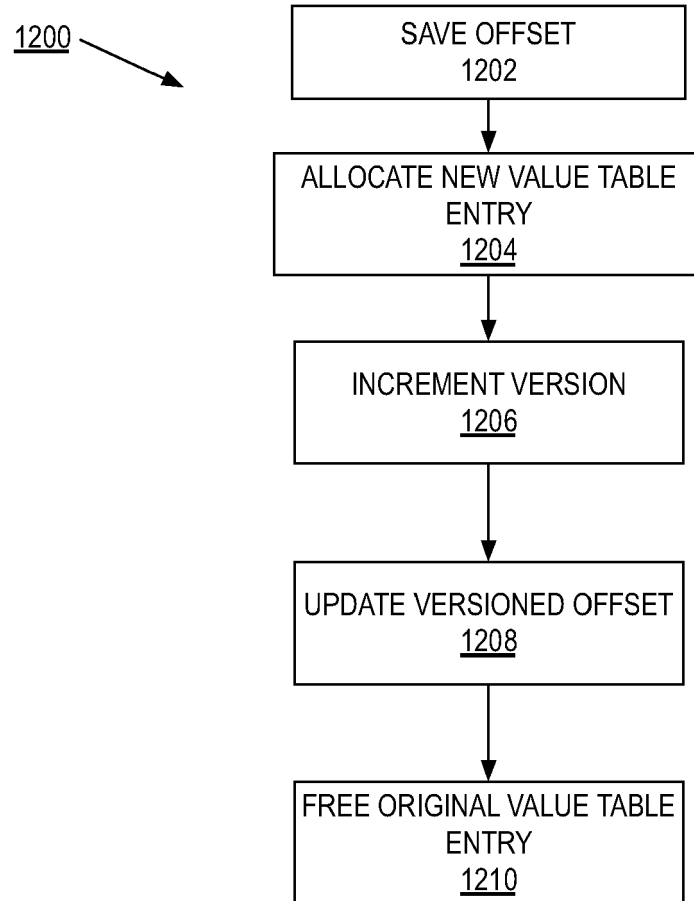 1200
SAVE OFFSET
1202
ALLOCATE NEW VALUE TABLE
ENTRY
1204
INCREMENT VERSION
1206
UPDATE VERSIONED OFFSET
1208
FREE ORIGINAL VALUE TABLE
ENTRY
1210